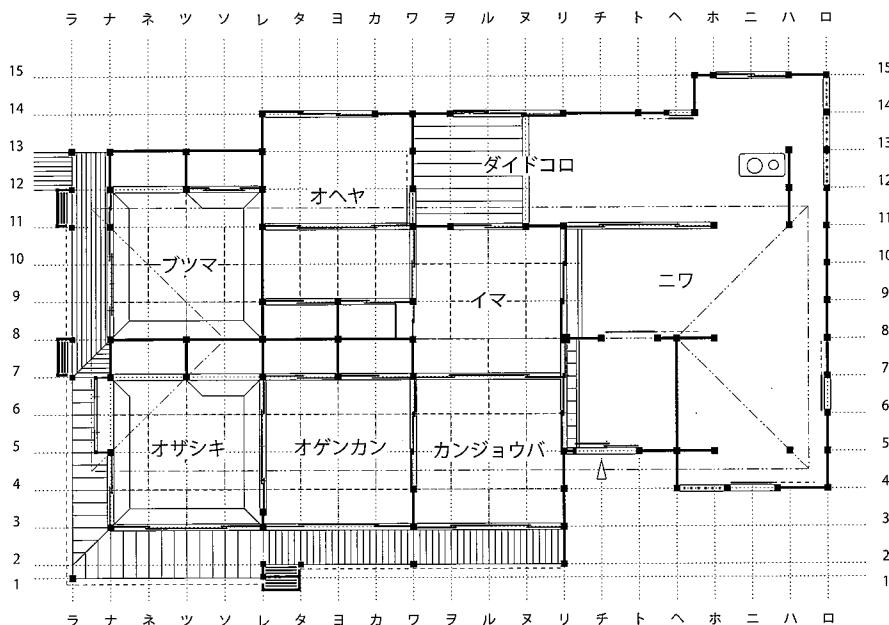 ラ ナ ネ ツ ソ レ タ ヨ カ ワ ヲ ル ヌ リ チ ト ヘ ホ ニ ハ ロ
15 15
14 14
13 ダイドコロ 13
12 オヘヤ 12
11 11
10 ブツマ ニワ 10
9 イマ 9
8 8
7 7
6 6
5 オザシキ オゲンカン カンジョウバ 5
4 4
3 3
2 2
1 1
ラ ナ ネ ツ ソ レ タ ヨ カ ワ ヲ ル ヌ リ チ ト ヘ ホ ニ ハ ロ